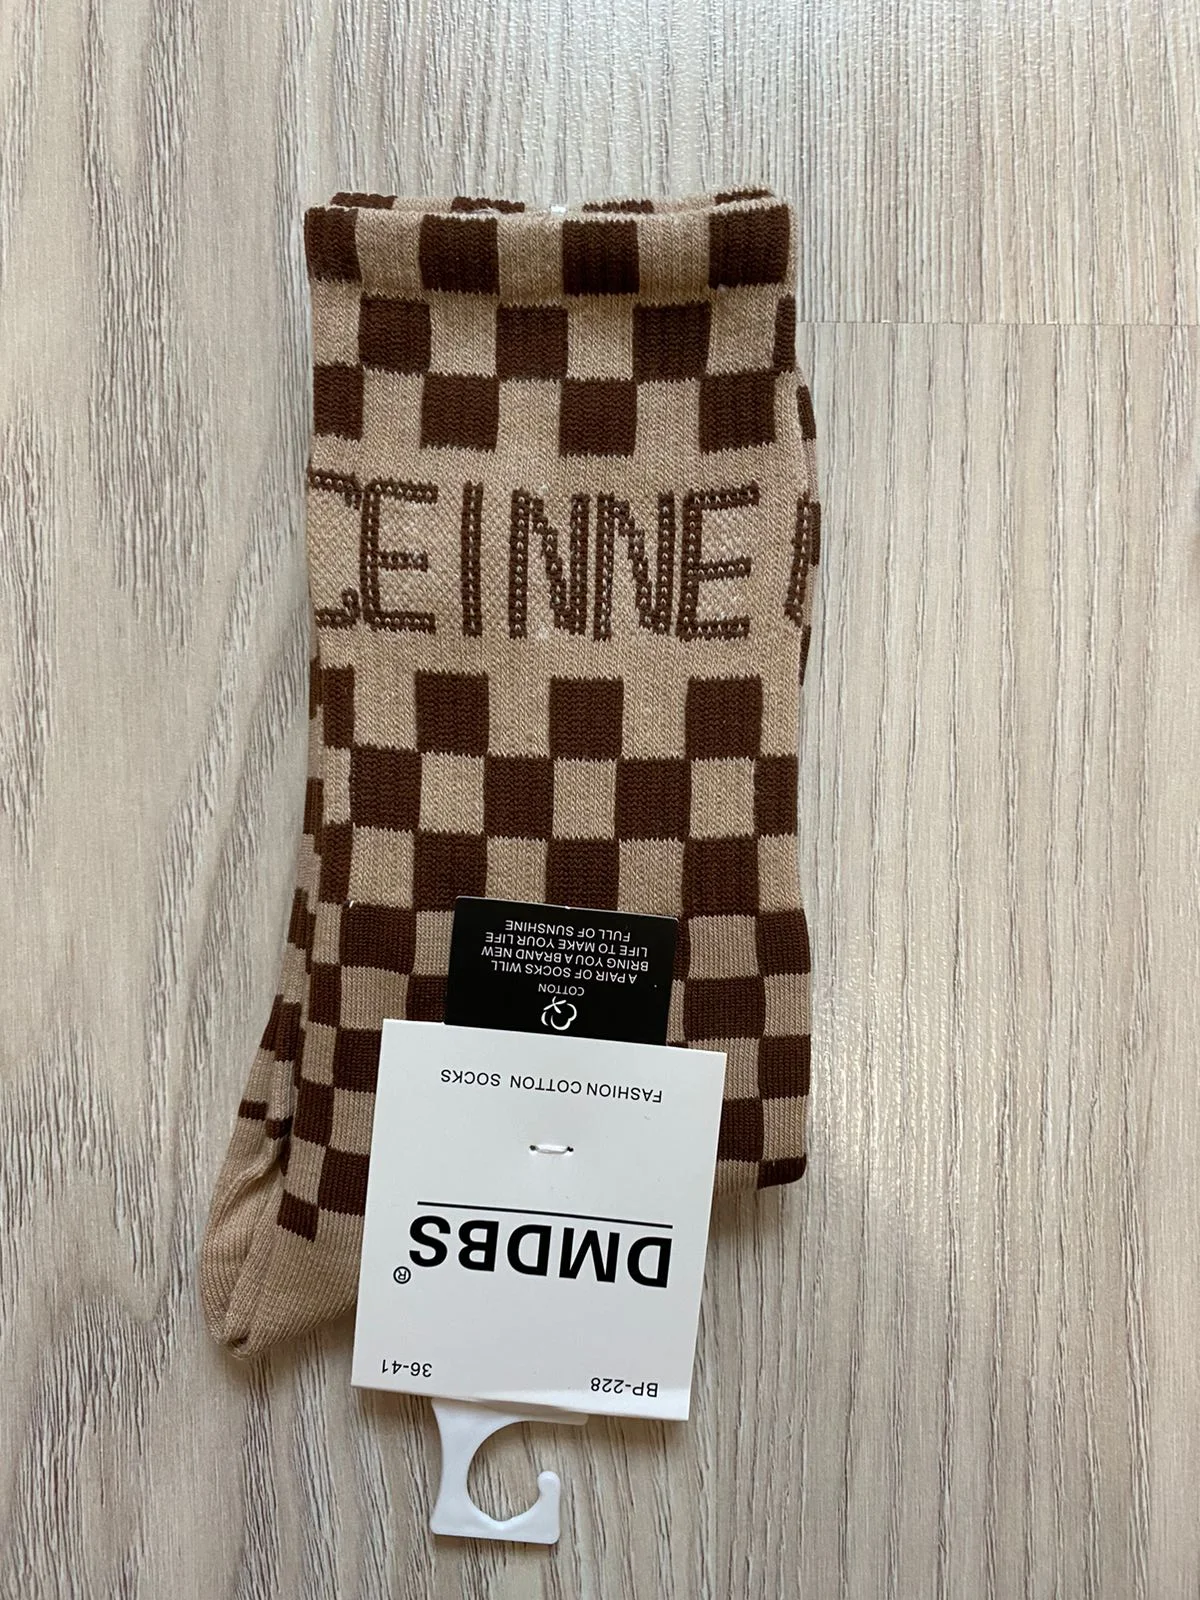 CEINNE
A PAIR OF SOCKS WILL
BRING YOU A BRAND NEW
LIFE TO MAKE YOUR LIFE
FULL OF SUNSHINE
COTTON
FASHION COTTON SOCKS
DMDBS®
BP-228 36-41